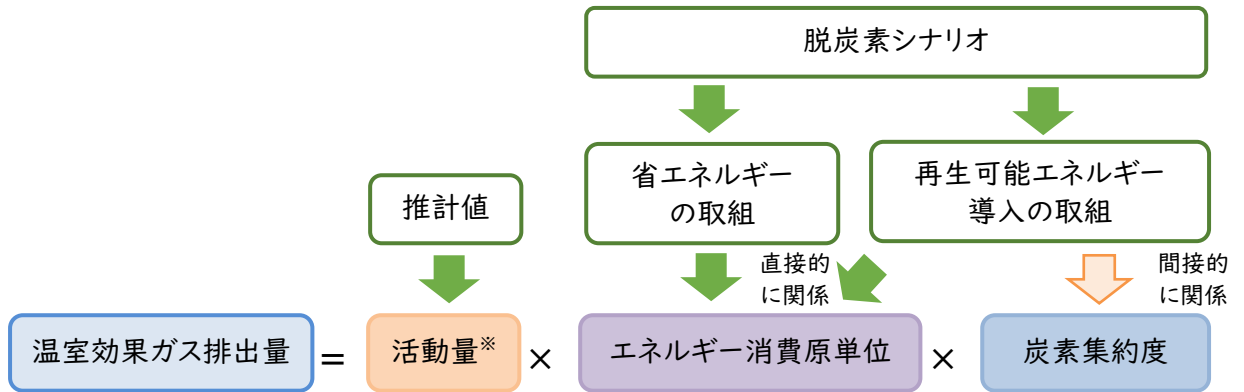 脱炭素シナリオ
省エネルギー
の取組
再生可能エネルギー
導入の取組
推計値
直接的
に関係
間接的
に関係
温室効果ガス排出量 = 活動量※ × エネルギー消費原単位 × 炭素集約度